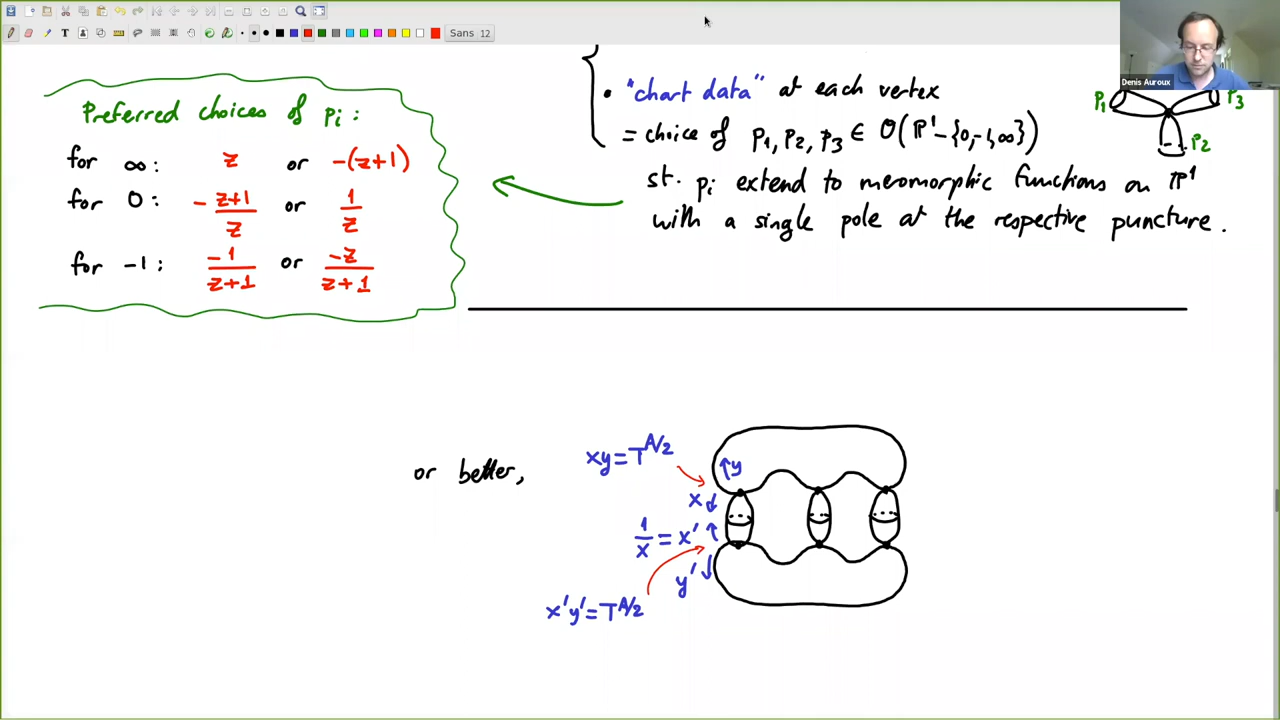 Sans 12
Denis Auroux
Preferred choices of pi :
for ∞: z or -(z+1)
for 0: - z+1/z or 1/z
for -1: -1/z+1 or -z/z+1
• "chart data" at each vertex
= choice of p1, p2, p3 ∈ O(P¹-{0,-1,∞})
st. pi extend to meromorphic functions on P¹
with a single pole at the respective puncture.
P1
P3
P2
or better,
xy = T^A/2
↑y
x↓
1/x = x' ↑
y'↓
x'y' = T^A/2